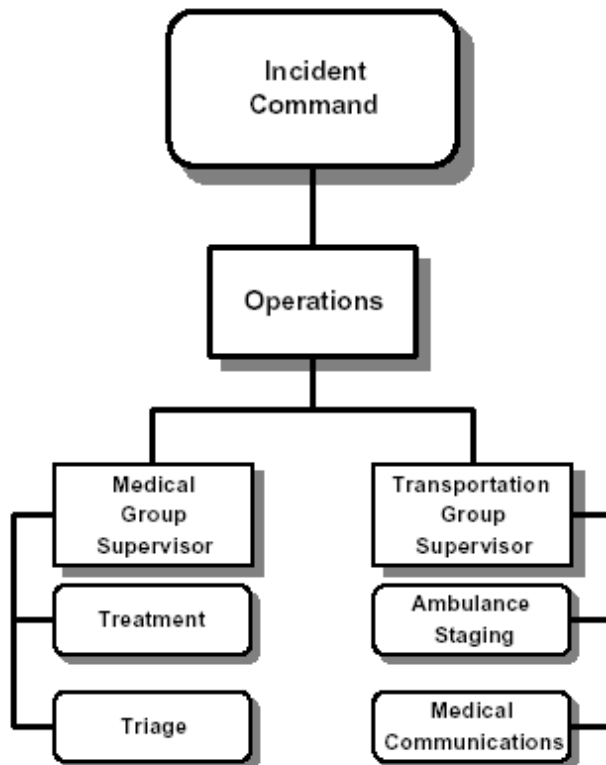 Incident
Command
Operations
Medical
Group
Supervisor
Transportation
Group
Supervisor
Treatment
Ambulance
Staging
Triage
Medical
Communications